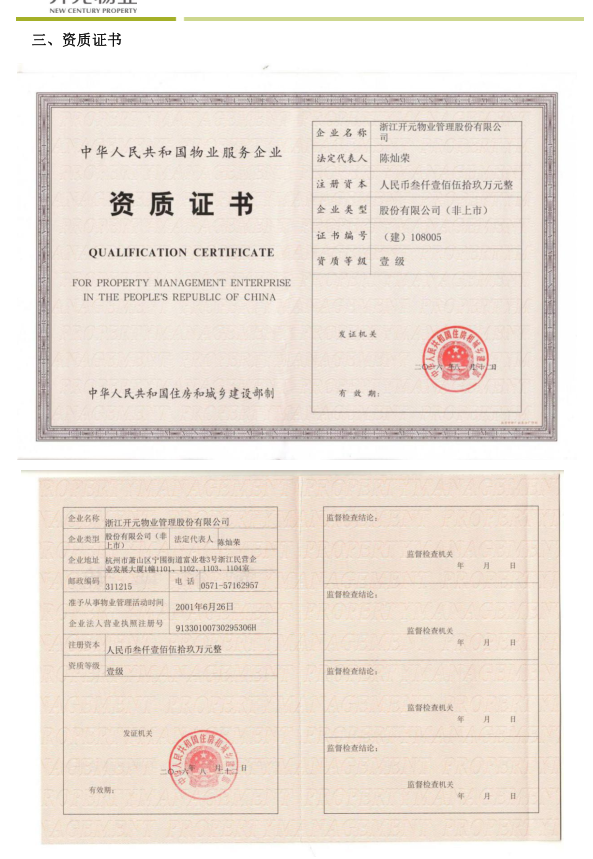 NEW CENTURY PROPERTY
三、资质证书
中华人民共和国物业服务企业
资质证书
QUALIFICATION CERTIFICATE
FOR PROPERTY MANAGEMENT ENTERPRISE
IN THE PEOPLE'S REPUBLIC OF CHINA
中华人民共和国住房和城乡建设部制
企业名称 浙江开元物业管理股份有限公
司
法定代表人 陈灿荣
注册资本 人民币叁仟壹佰伍拾玖万元整
企业类型 股份有限公司（非上市）
证书编号 （建）108005
资质等级 壹级
发证机关
有效期：
企业名称 浙江开元物业管理股份有限公司
企业类型 股份有限公司（非
上市） 法定代表人 陈灿荣
企业地址 杭州市萧山区宁围街道富业巷3号浙江民营企
业发展大厦1幢1101、1102、1103、1104室
邮政编码 311215 电话 0571-57162957
准予从事物业管理活动时间 2001年6月26日
企业法人营业执照注册号 91330100730295306H
注册资本 人民币叁仟壹佰伍拾玖万元整
资质等级 壹级
发证机关
有效期：
监督检查结论：
监督检查机关
年 月 日
监督检查结论：
监督检查机关
年 月 日
监督检查结论：
监督检查机关
年 月 日
监督检查结论：
监督检查机关
年 月 日